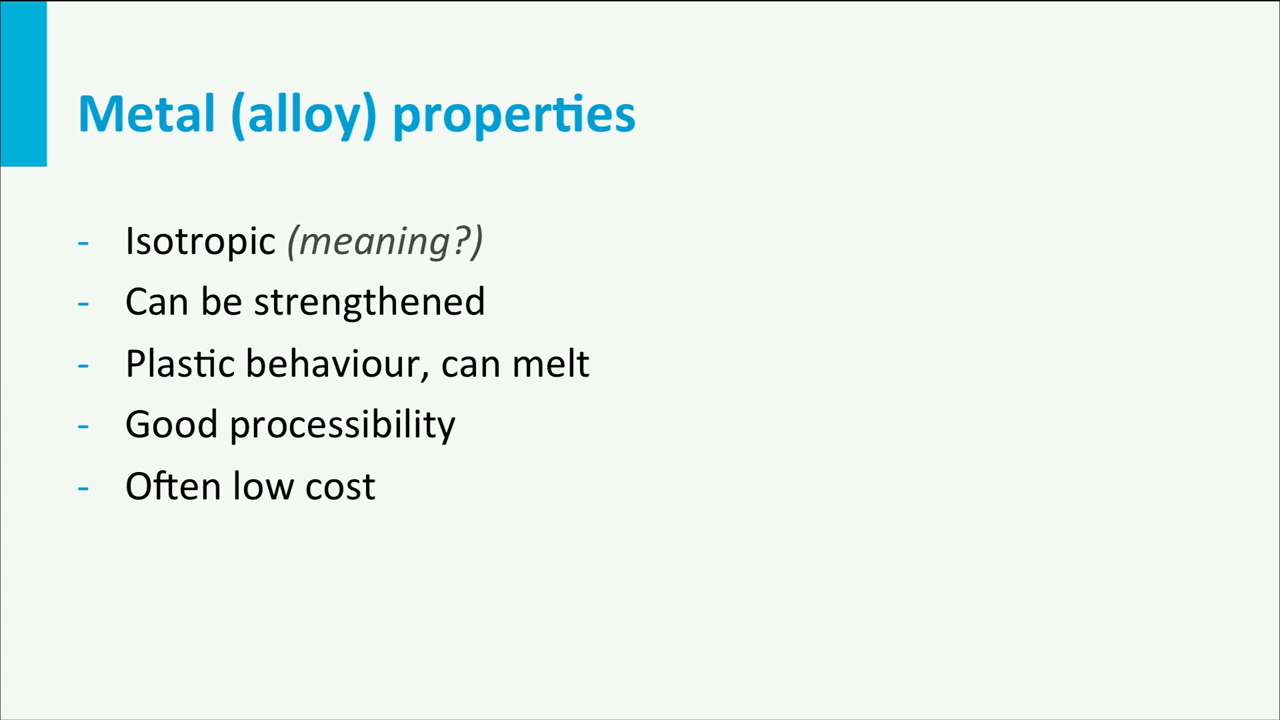 Metal (alloy) properties
- Isotropic (meaning?)
- Can be strengthened
- Plastic behaviour, can melt
- Good processibility
- Often low cost